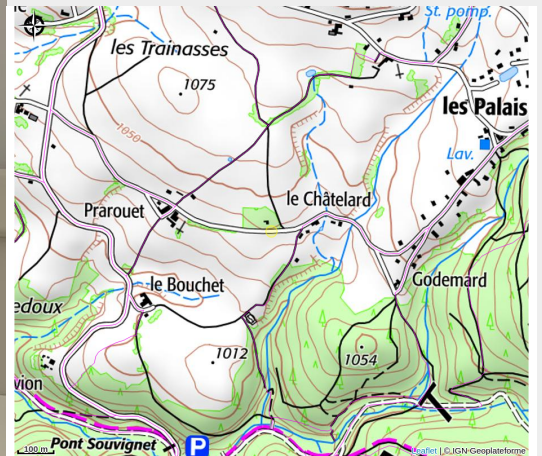 St. pomp.
les Trainasses
1075
les Palais
1050
Lav.
le Châtelard
Prarouet
le Bouchet
Godemard
edoux
1012
1054
vion
Pont Souvignet
P
100 m
Leaflet | © IGN-Geoplateforme